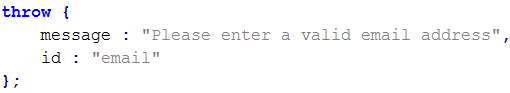 throw {
    message : "Please enter a valid email address",
    id : "email"
};